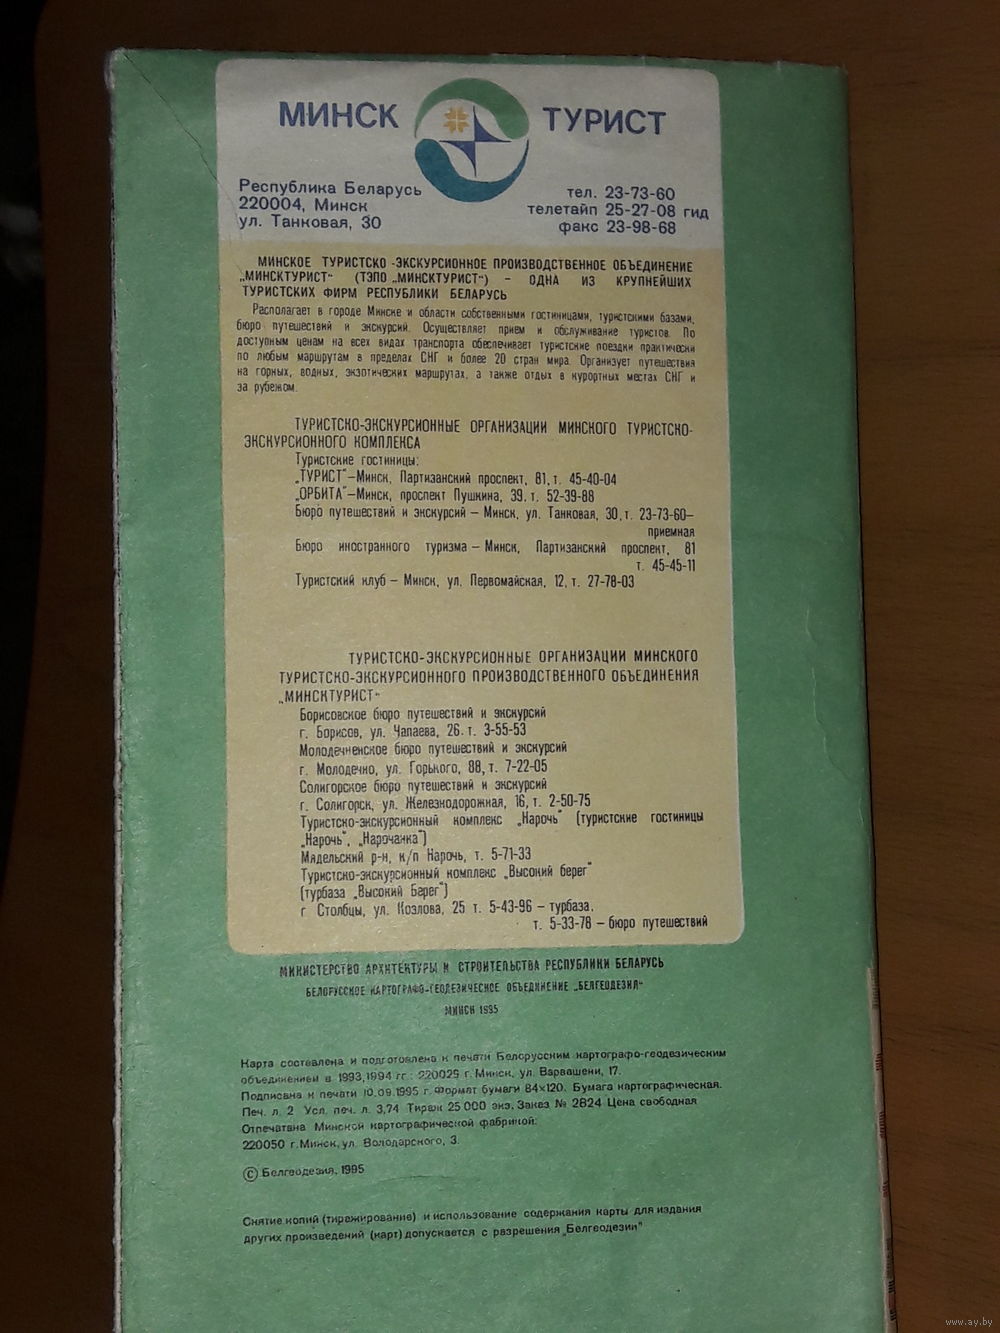 МИНСК ТУРИСТ
Республика Беларусь
220004, Минск
ул. Танковая, 30
тел. 23-73-60
телетайп 25-27-08 гид
факс 23-98-68
МИНСКОЕ ТУРИСТСКО-ЭКСКУРСИОННОЕ ПРОИЗВОДСТВЕННОЕ ОБЪЕДИНЕНИЕ
„МИНСКТУРИСТ“ (ТЭПО „МИНСКТУРИСТ“) – ОДНА ИЗ КРУПНЕЙШИХ
ТУРИСТСКИХ ФИРМ РЕСПУБЛИКИ БЕЛАРУСЬ
Располагает в городе Минске и области собственными гостиницами, туристскими базами,
бюро путешествий и экскурсий. Осуществляет прием и обслуживание туристов. По
доступным ценам на всех видах транспорта обеспечивает туристские поездки практически
по любым маршрутам в пределах СНГ и более 20 стран мира. Организует путешествия
на горных, водных, экзотических маршрутах, а также отдых в курортных местах СНГ и
за рубежом.
ТУРИСТСКО-ЭКСКУРСИОННЫЕ ОРГАНИЗАЦИИ МИНСКОГО ТУРИСТСКО-
ЭКСКУРСИОННОГО КОМПЛЕКСА
Туристские гостиницы:
„ТУРИСТ“–Минск, Партизанский проспект, 81, т. 45-40-04
„ОРБИТА“–Минск, проспект Пушкина, 39, т. 52-39-88
Бюро путешествий и экскурсий – Минск, ул. Танковая, 30, т. 23-73-60–
приемная
Бюро иностранного туризма – Минск, Партизанский проспект, 81
т. 45-45-11
Туристский клуб – Минск, ул. Первомайская, 12, т. 27-78-03
ТУРИСТСКО-ЭКСКУРСИОННЫЕ ОРГАНИЗАЦИИ МИНСКОГО
ТУРИСТСКО-ЭКСКУРСИОННОГО ПРОИЗВОДСТВЕННОГО ОБЪЕДИНЕНИЯ
„МИНСКТУРИСТ“
Борисовское бюро путешествий и экскурсий
г. Борисов, ул. Чапаева, 26. т. 3-55-53
Молодечненское бюро путешествий и экскурсий
г. Молодечно, ул. Горького, 88, т. 7-22-05
Солигорское бюро путешествий и экскурсий
г. Солигорск, ул. Железнодорожная, 16, т. 2-50-75
Туристско-экскурсионный комплекс „Нарочь“ (туристские гостиницы
„Нарочь“, „Нарочанка“)
Мядельский р-н, к/п Нарочь, т. 5-71-33
Туристско-экскурсионный комплекс „Высокий берег“
(турбаза „Высокий Берег“)
г Столбцы, ул. Козлова, 25 т. 5-43-96 – турбаза.
т. 5-33-78 – бюро путешествий
МИНИСТЕРСТВО АРХИТЕКТУРЫ И СТРОИТЕЛЬСТВА РЕСПУБЛИКИ БЕЛАРУСЬ
БЕЛОРУССКОЕ КАРТОГРАФО-ГЕОДЕЗИЧЕСКОЕ ОБЪЕДИНЕНИЕ „БЕЛГЕОДЕЗИЯ“
МИНСК 1995
Карта составлена и подготовлена к печати Белорусским картографо-геодезическим
объединением в 1993,1994 гг.: 220029 г. Минск, ул. Варвашени, 17.
Подписана к печати 10.09.1995 г. Формат бумаги 84×120. Бумага картографическая.
Печ. л. 2 Усл. печ. л. 3,74 Тираж 25 000 экз. Заказ № 2824 Цена свободная
Отпечатана Минской картографической фабрикой:
220050 г. Минск, ул. Володарского, 3.
© Белгеодезия, 1995
Снятие копий (тиражирование) и использование содержания карты для издания
других произведений (карт) допускается с разрешения „Белгеодезии“
www.ay.by